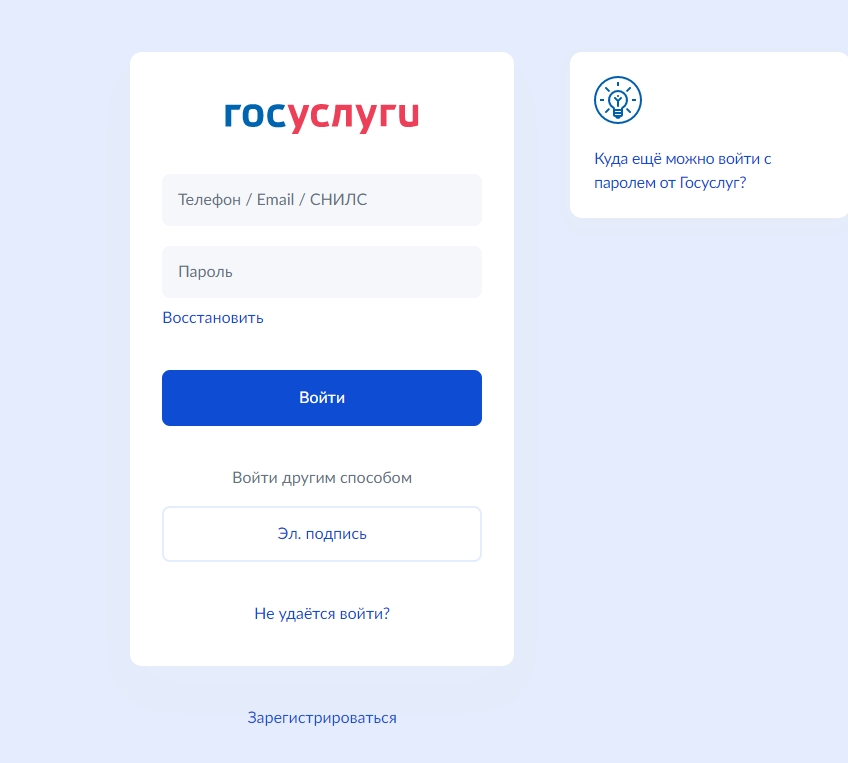 госуслуги
Телефон / Email / СНИЛС
Пароль
Восстановить
Войти
Войти другим способом
Эл. подпись
Не удаётся войти?
Зарегистрироваться
Куда ещё можно войти с
паролем от Госуслуг?